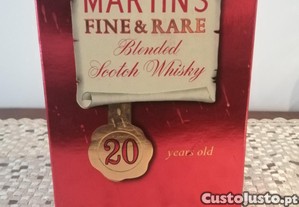 MARTIN'S
FINE & RARE
Blended
Scotch Whisky
20
years old
CustoJusto.pt